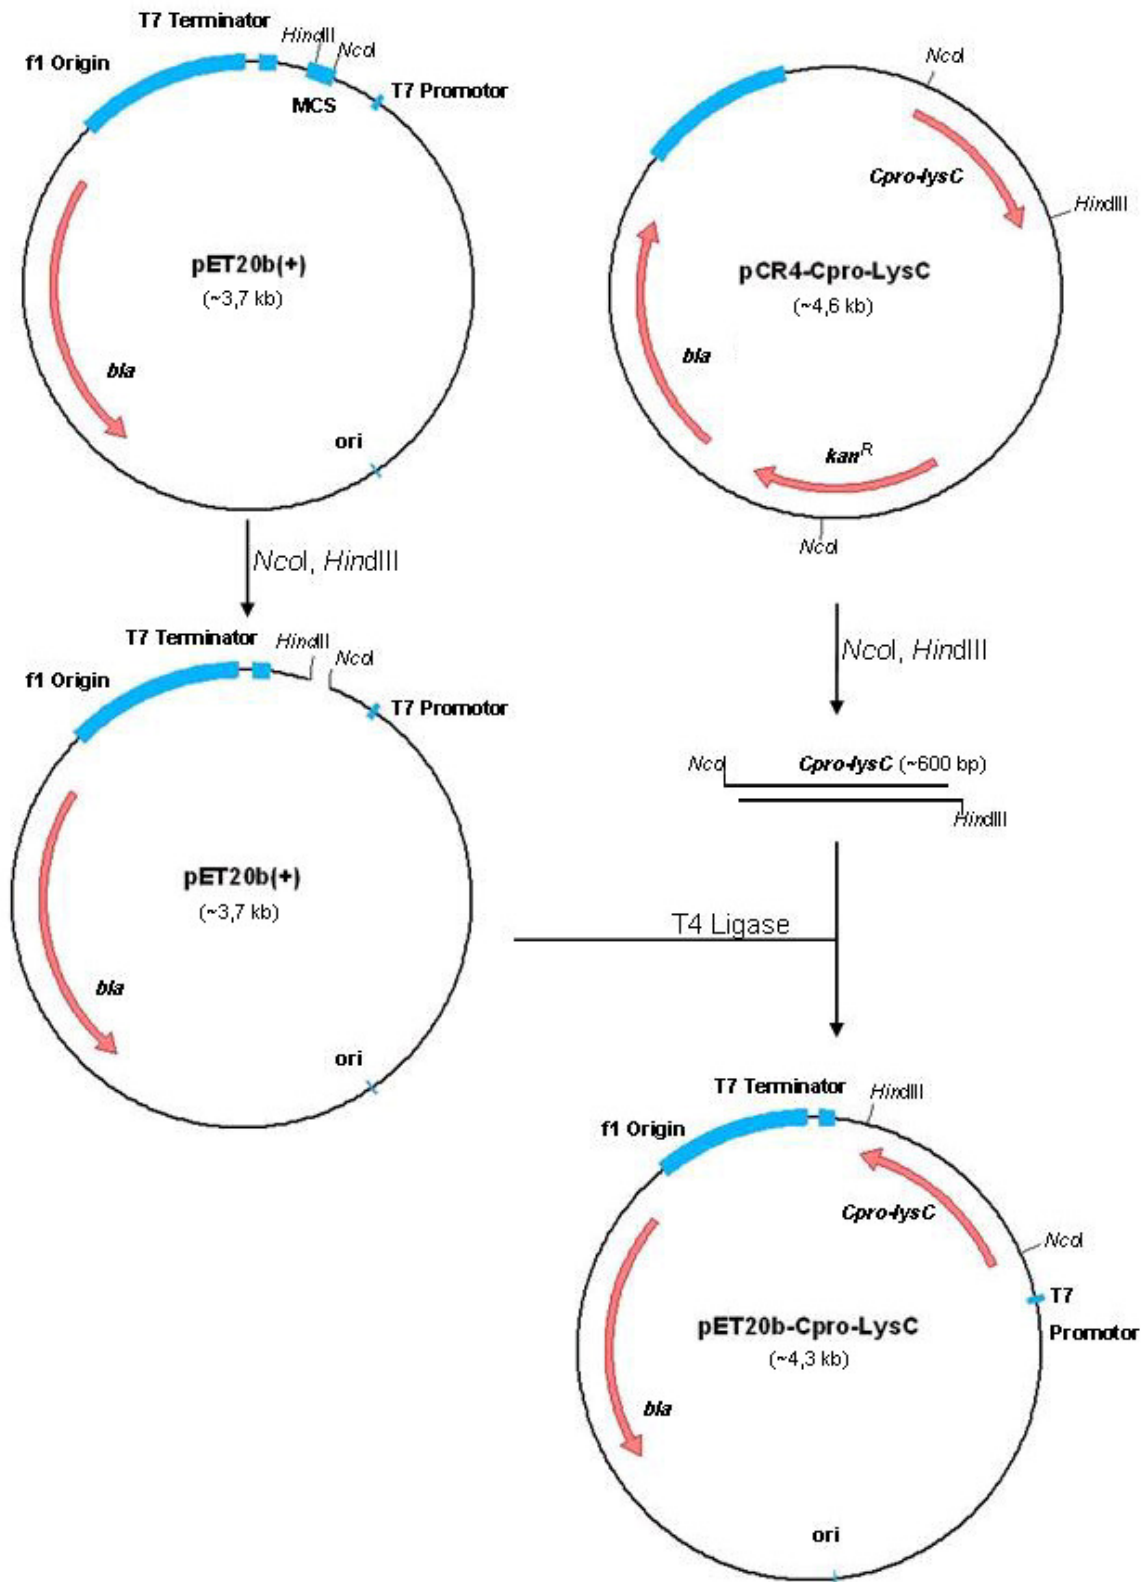 T7 Terminator
HindIII
NcoI
f1 Origin
MCS
T7 Promotor
pET20b(+)
(~3,7 kb)
bla
ori
NcoI
Cpro-lysC
HindIII
pCR4-Cpro-LysC
(~4,6 kb)
bla
kanR
NcoI
NcoI, HindIII
NcoI, HindIII
T7 Terminator
HindII
NcoI
f1 Origin
T7 Promotor
pET20b(+)
(~3,7 kb)
bla
ori
Nco
Cpro-lysC (~600 bp)
HindIII
T4 Ligase
T7 Terminator
HindIII
f1 Origin
Cpro-lysC
NcoI
T7
Promotor
pET20b-Cpro-LysC
(~4,3 kb)
bla
ori